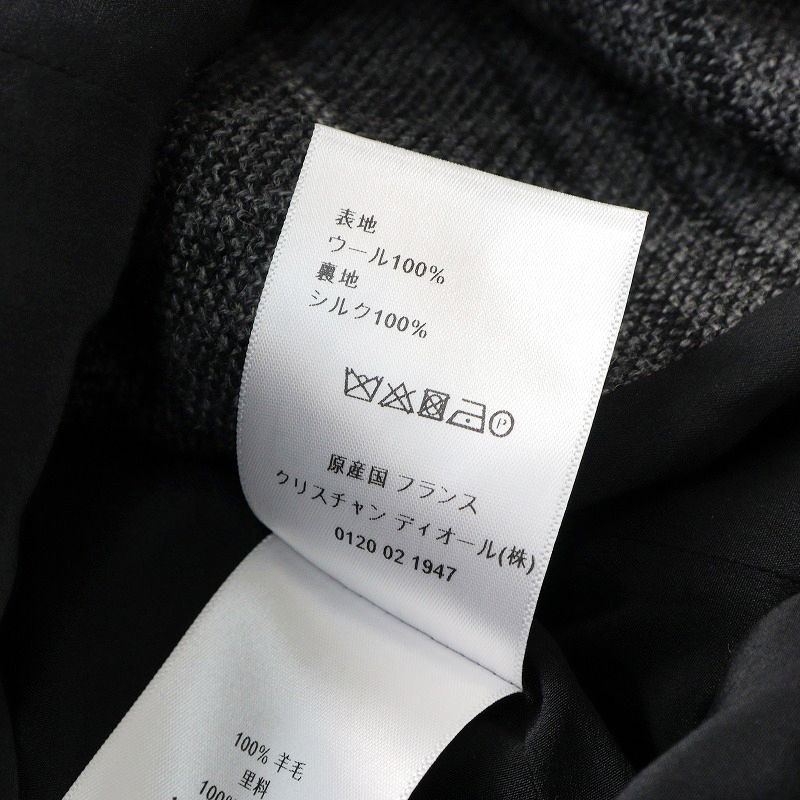 表地
ウール100%
裏地
シルク100%
P
原産国 フランス
クリスチャン ディオール(株)
0120 02 1947
100% 羊毛
里料
100%